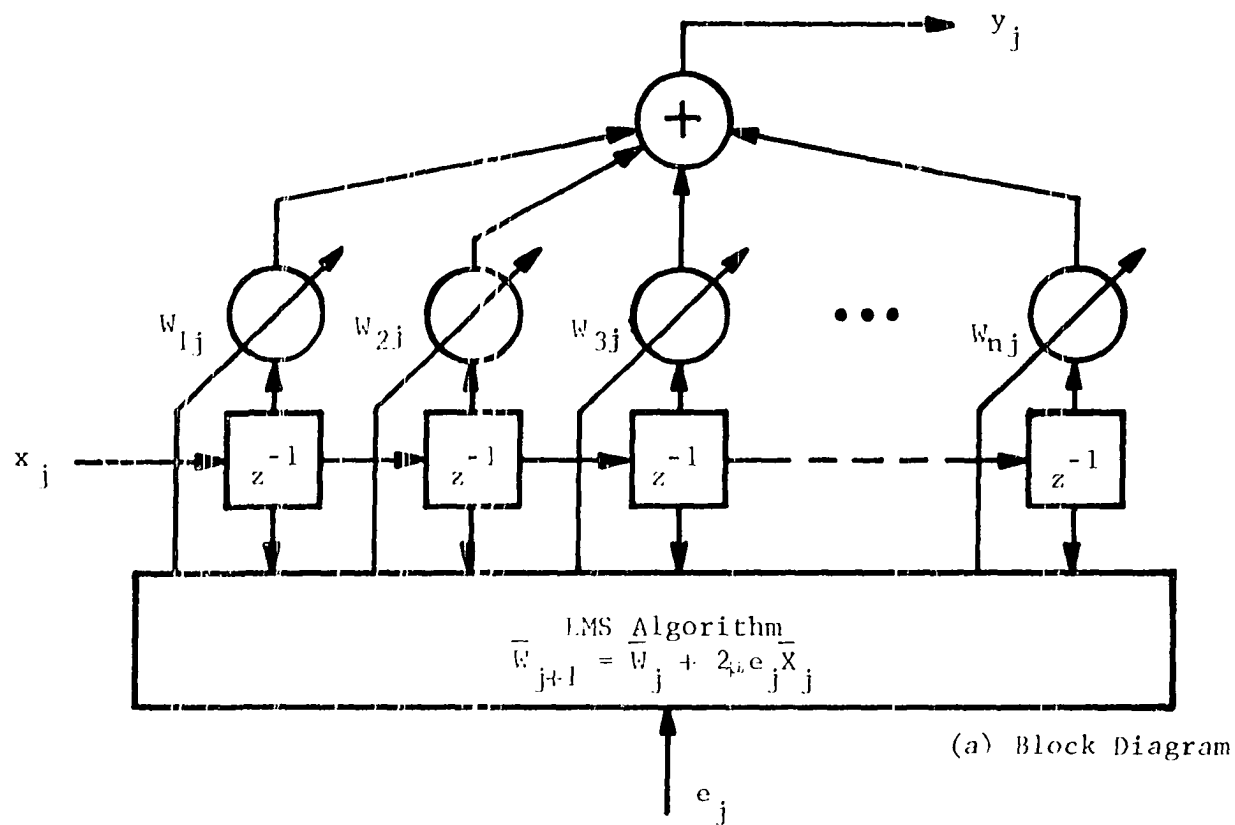 y_j
+
W_1j W_2j W_3j ••• W_nj
x_j z^-1 z^-1 z^-1 z^-1
LMS Algorithm
W̅_j+1 = W̅_j + 2μe_jX̅_j
(a) Block Diagram
e_j